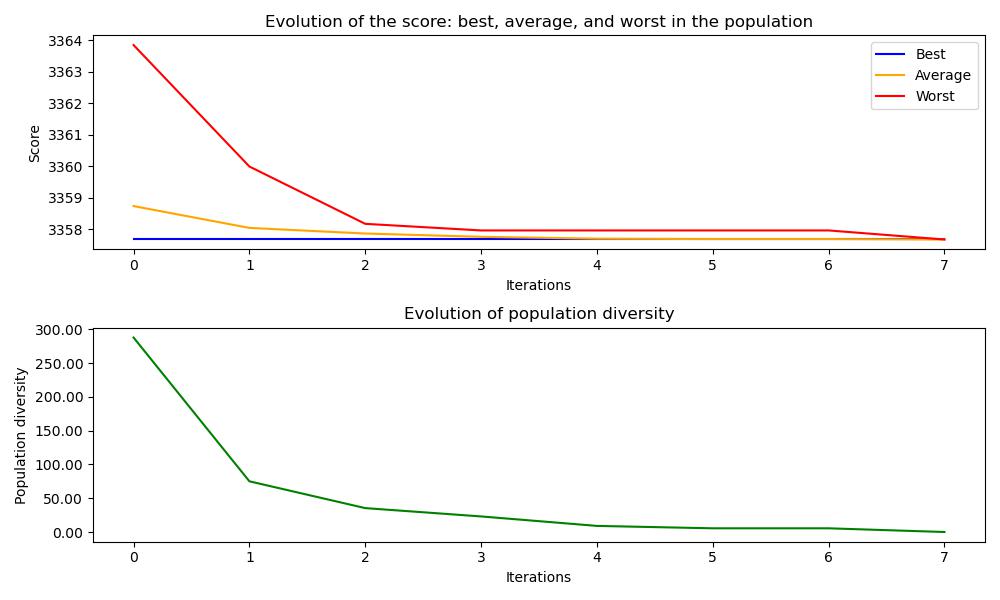 Evolution of the score: best, average, and worst in the population
3364
3363
3362
3361
3360
3359
3358
Score
Best
Average
Worst
0 1 2 3 4 5 6 7
Iterations
Evolution of population diversity
300.00
250.00
200.00
150.00
100.00
50.00
0.00
Population diversity
0 1 2 3 4 5 6 7
Iterations